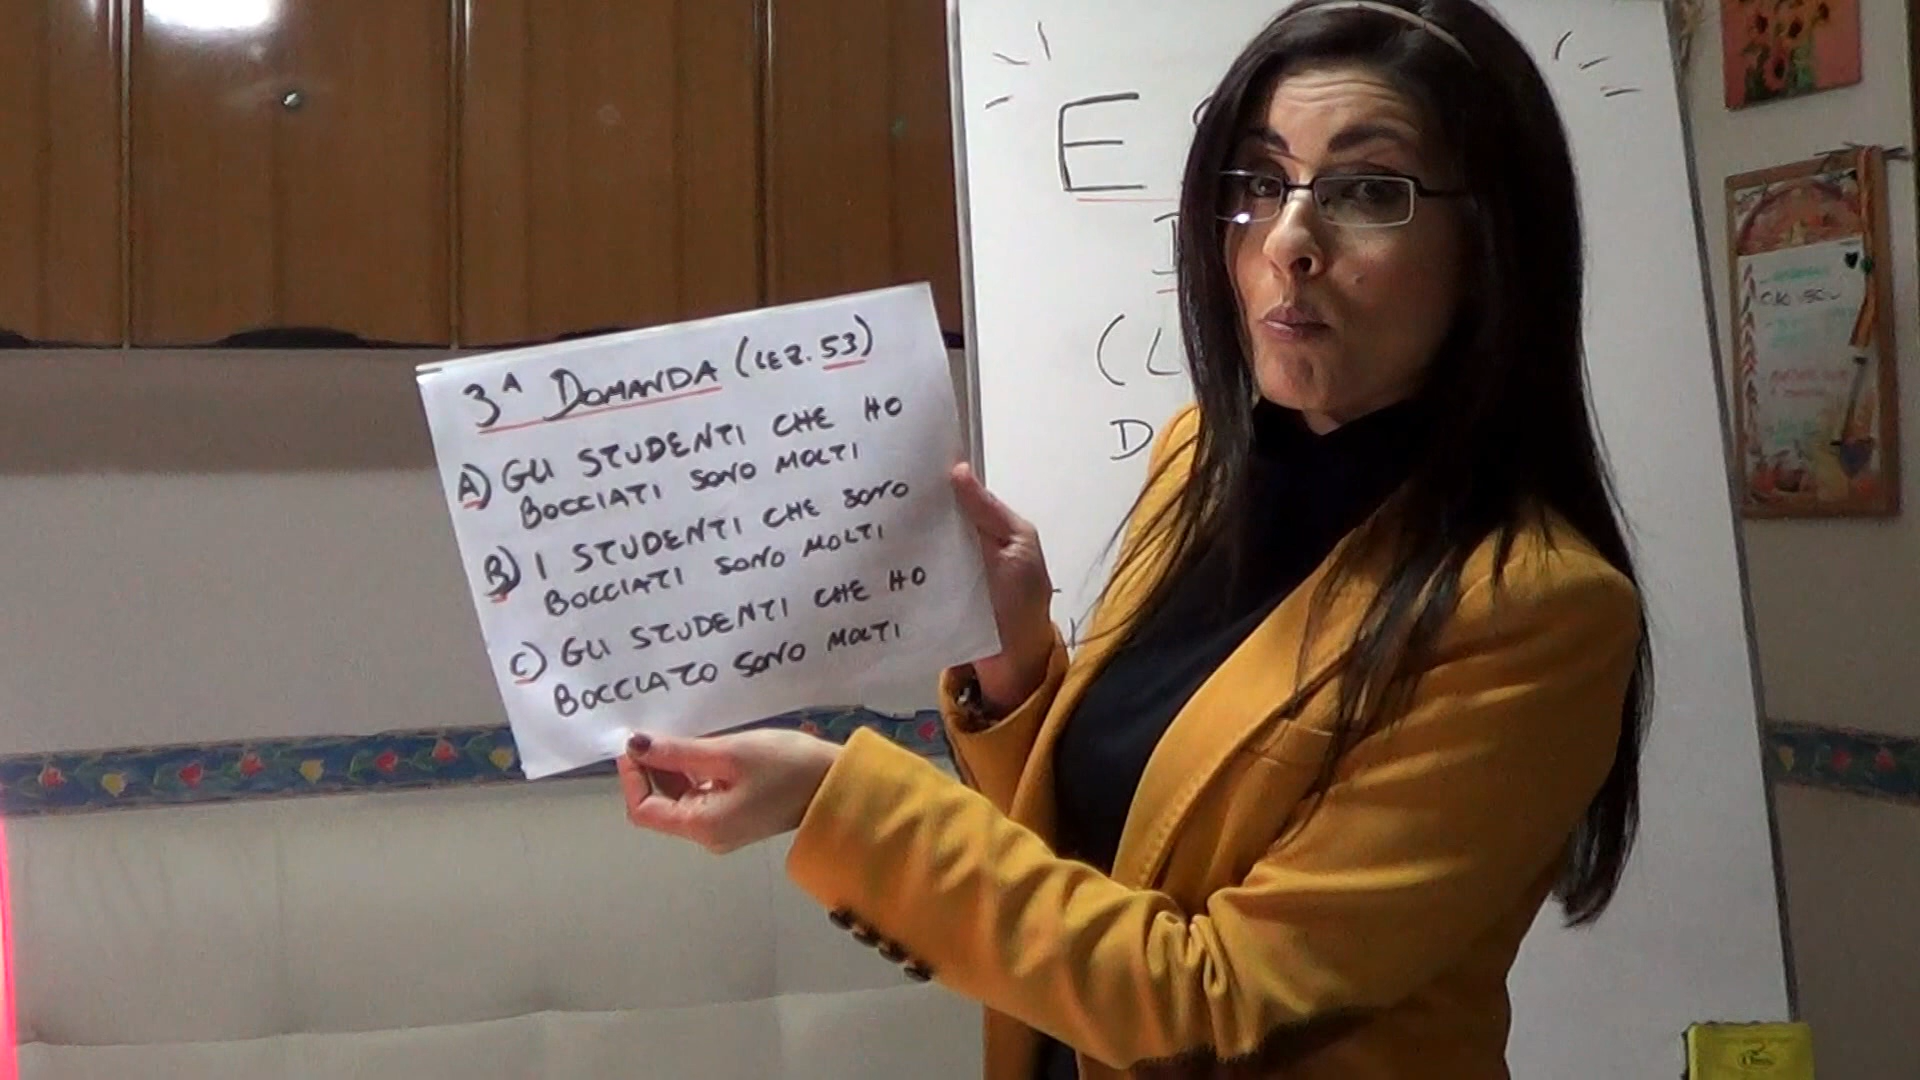 3ᴬ DOMANDA (LEZ. 53)
A) GLI STUDENTI CHE HO
BOCCIATI SONO MOLTI
B) I STUDENTI CHE SONO
BOCCIATI SONO MOLTI
C) GLI STUDENTI CHE HO
BOCCIATO SONO MOLTI
E
(L
D